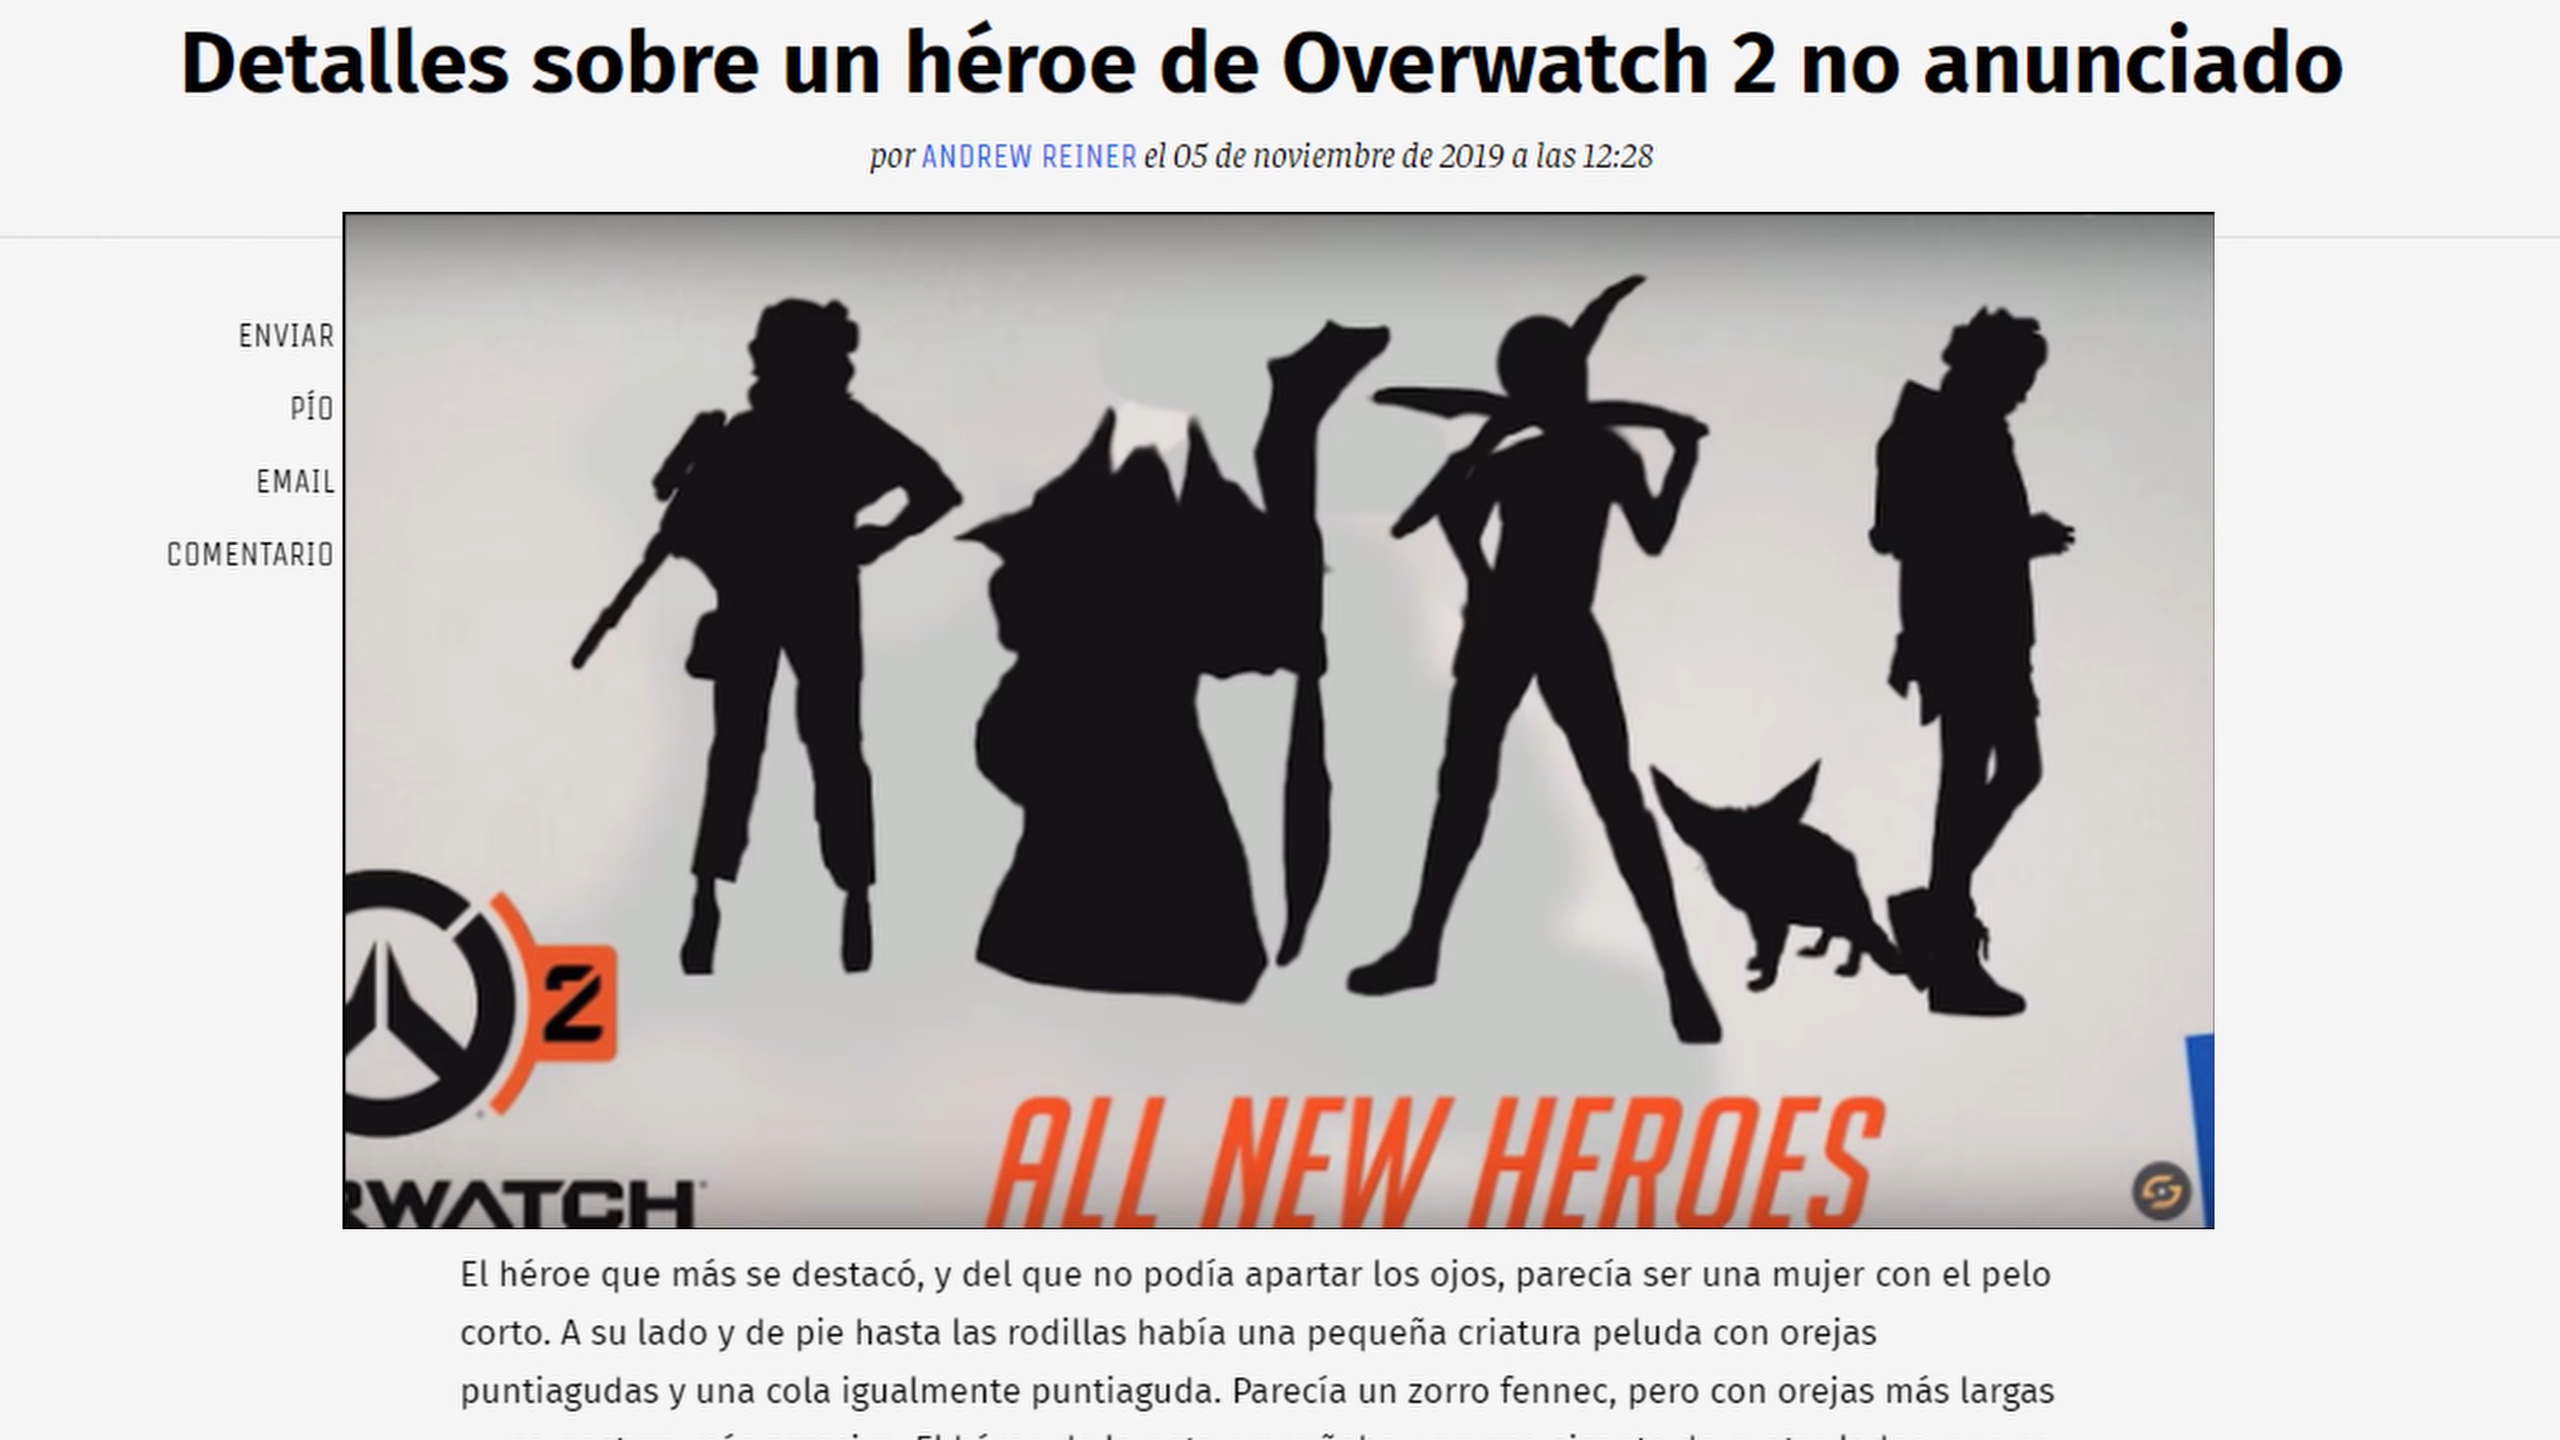 Detalles sobre un héroe de Overwatch 2 no anunciado
por ANDREW REINER el 05 de noviembre de 2019 a las 12:28
ENVIAR
PÍO
EMAIL
COMENTARIO
2
RWATCH
ALL NEW HEROES
El héroe que más se destacó, y del que no podía apartar los ojos, parecía ser una mujer con el pelo
corto. A su lado y de pie hasta las rodillas había una pequeña criatura peluda con orejas
puntiagudas y una cola igualmente puntiaguda. Parecía un zorro fennec, pero con orejas más largas